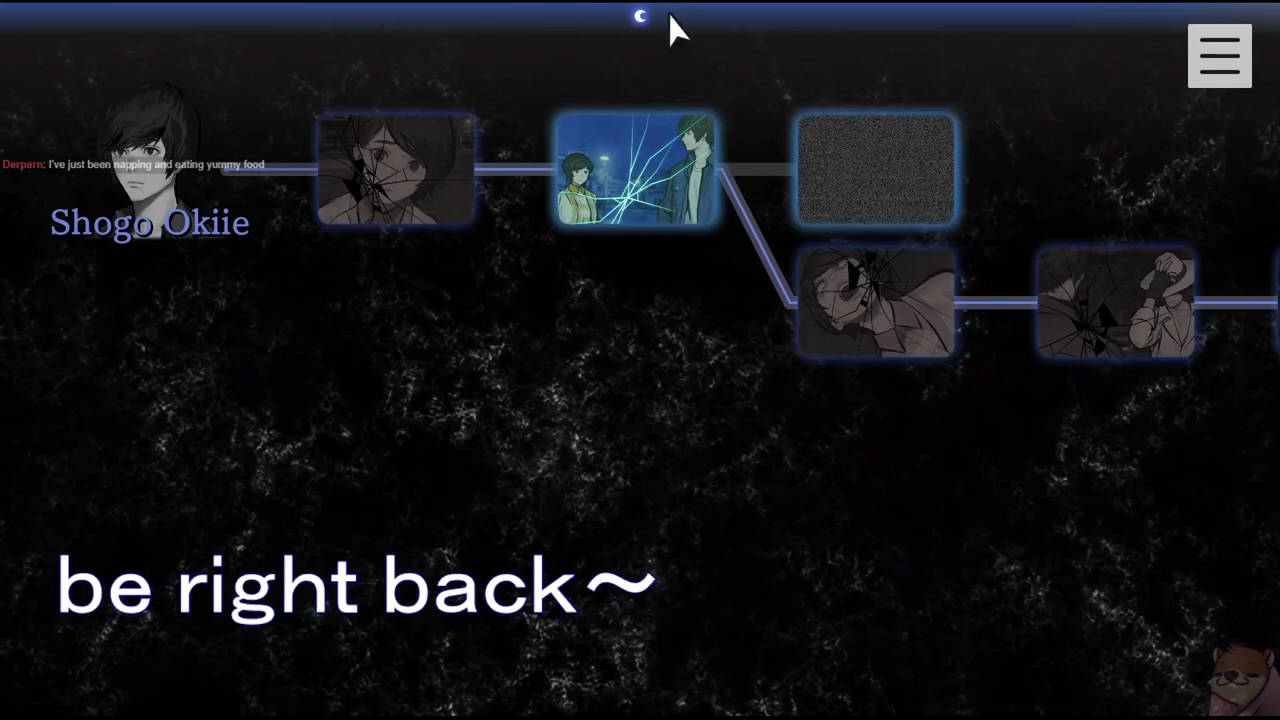 Derparn: I've just been napping and eating yummy food
Shogo Okiie
be right back～